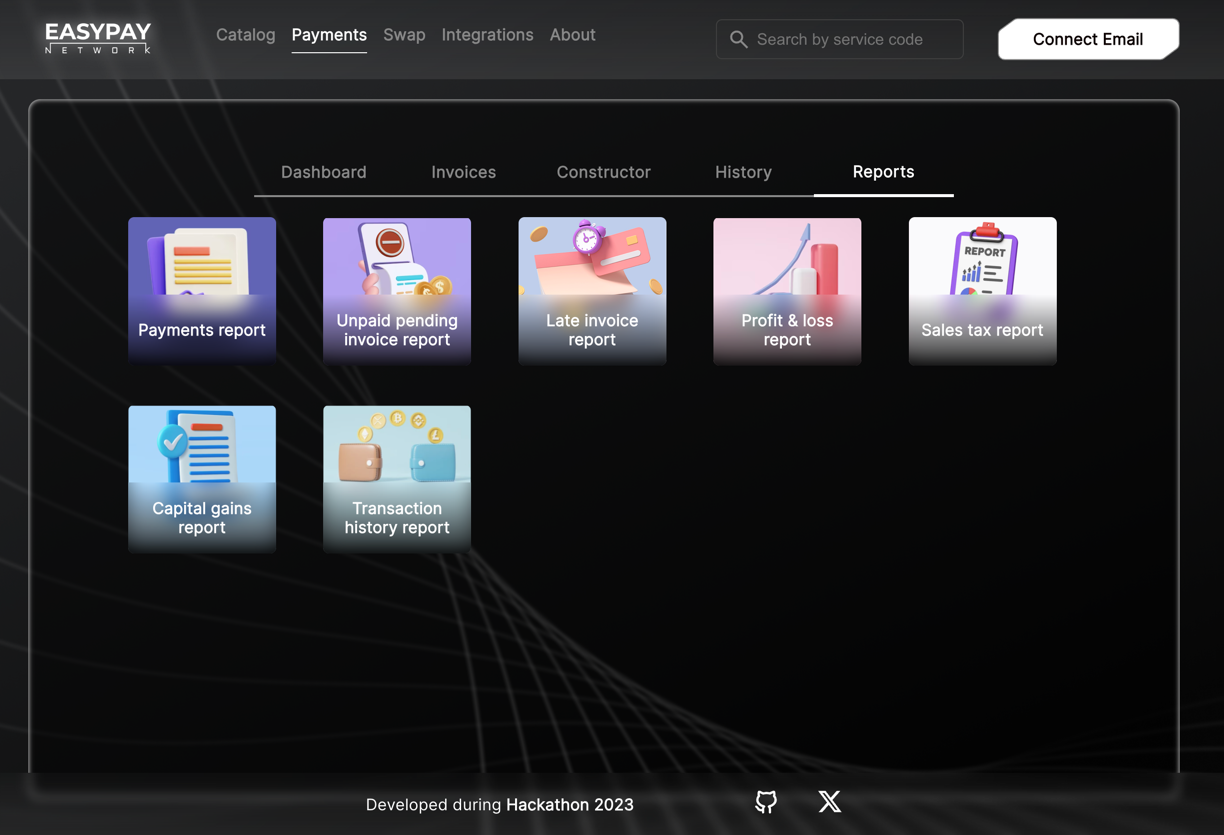 EASYPAY
NETWORK
Catalog
Payments
Swap
Integrations
About
Search by service code
Connect Email
Dashboard
Invoices
Constructor
History
Reports
REPORT
Payments report
Unpaid pending
invoice report
Late invoice
report
Profit & loss
report
Sales tax report
Capital gains
report
Transaction
history report
Developed during Hackathon 2023